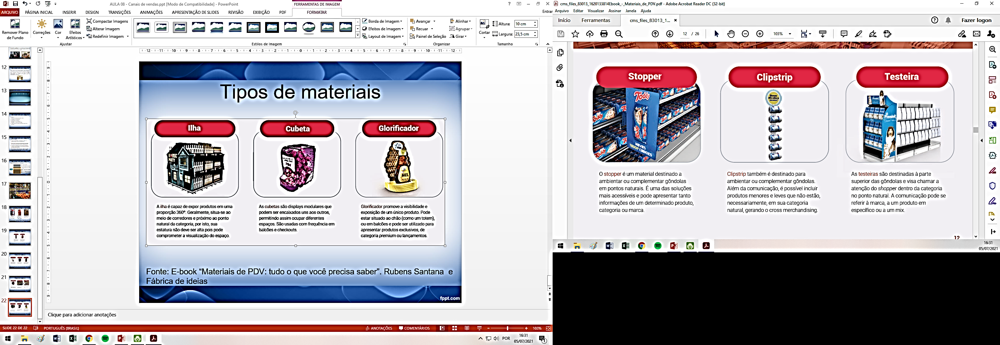 AULA 08 - Canais de vendas.ppt [Modo de Compatibilidade] - PowerPoint
FERRAMENTAS DE IMAGEM
ARQUIVO PÁGINA INICIAL INSERIR DESIGN TRANSIÇÕES ANIMAÇÕES APRESENTAÇÃO DE SLIDES REVISÃO EXIBIÇÃO PDF FORMATAR Entrar
Remover Plano de Fundo
Correções
Cor
Efeitos Artísticos
Compactar Imagens
Alterar Imagem
Redefinir Imagem
Ajustar
Estilos de Imagem
Borda de Imagem
Efeitos de Imagem
Layout de Imagem
Avançar
Recuar
Painel de Seleção
Alinhar
Agrupar
Girar
Organizar
Cortar
Altura: 10 cm
Largura: 23,5 cm
Tamanho
12
13
14
15
16
17
18
19
20
21
22
Tipos de materiais
Ilha
HOUSE PARTY
A ilha é capaz de expor produtos em uma
proporção 360º. Geralmente, situa-se ao
meio de corredores e próximo ao ponto
natural da categoria, por isto, sua
estatura não deve ser alta pois pode
comprometer a visualização do espaço.
Cubeta
As cubetas são displays modulares que
podem ser encaixados uns aos outros,
permitindo assim ocupar diferentes
espaços. São usadas com frequência em
balcões e checkouts.
Glorificador
MEL
Glorificador promove a visibilidade e
exposição de um único produto. Pode
estar situado ao chão (como um totem),
ou em balcões e pode ser utilizado para
apresentar produtos exclusivos, de
categoria premium ou lançamentos.
Fonte: E-book “Materiais de PDV: tudo o que você precisa saber”. Rubens Santana e
Fábrica de ideias
fppt.com
Clique para adicionar anotações
SLIDE 22 DE 22 PORTUGUÊS (BRASIL) ANOTAÇÕES COMENTÁRIOS 103%
POR
16:31
05/07/2021
cms_files_83013_1620133814Ebook_-_Materiais_de_PDV.pdf - Adobe Acrobat Reader DC (32-bit)
Arquivo Editar Visualizar Assinar Janela Ajuda
Início Ferramentas cms_files_83013_1... Fazer logon
12 / 26 103%
Stopper
Toddy
O stopper é um material destinado a
ambientar ou complementar gôndolas
em pontos naturais. É uma das soluções
mais acessíveis e pode apresentar tanto
informações de um determinado produto,
categoria ou marca.
Clipstrip
Clipstrip também é destinado para
ambientar ou complementar gôndolas.
Além da comunicação, é possível incluir
produtos menores e leves que não estão,
necessariamente, em sua categoria
natural, gerando o cross merchandising.
Testeira
PremieR
As testeiras são destinadas à parte
superior das gôndolas e visa chamar a
atenção do shopper dentro da categoria
no ponto natural. A comunicação pode se
referir à marca, a um produto em
específico ou a um mix.
12
16:31
05/07/2021